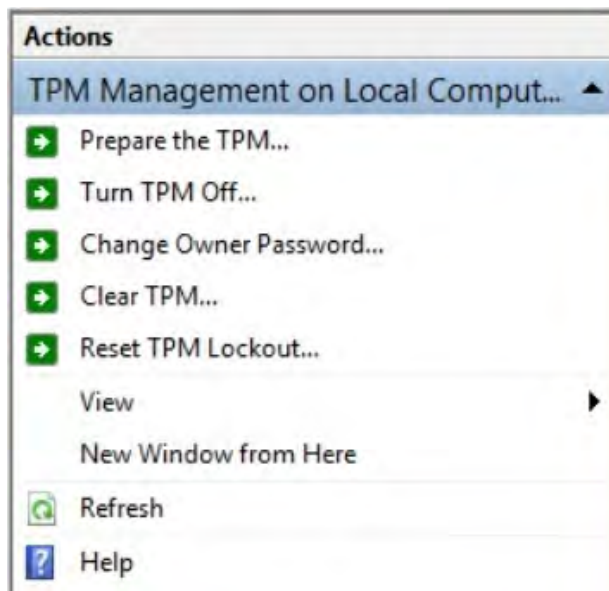 Actions
TPM Management on Local Comput...
Prepare the TPM...
Turn TPM Off...
Change Owner Password...
Clear TPM...
Reset TPM Lockout...
View
New Window from Here
Refresh
Help